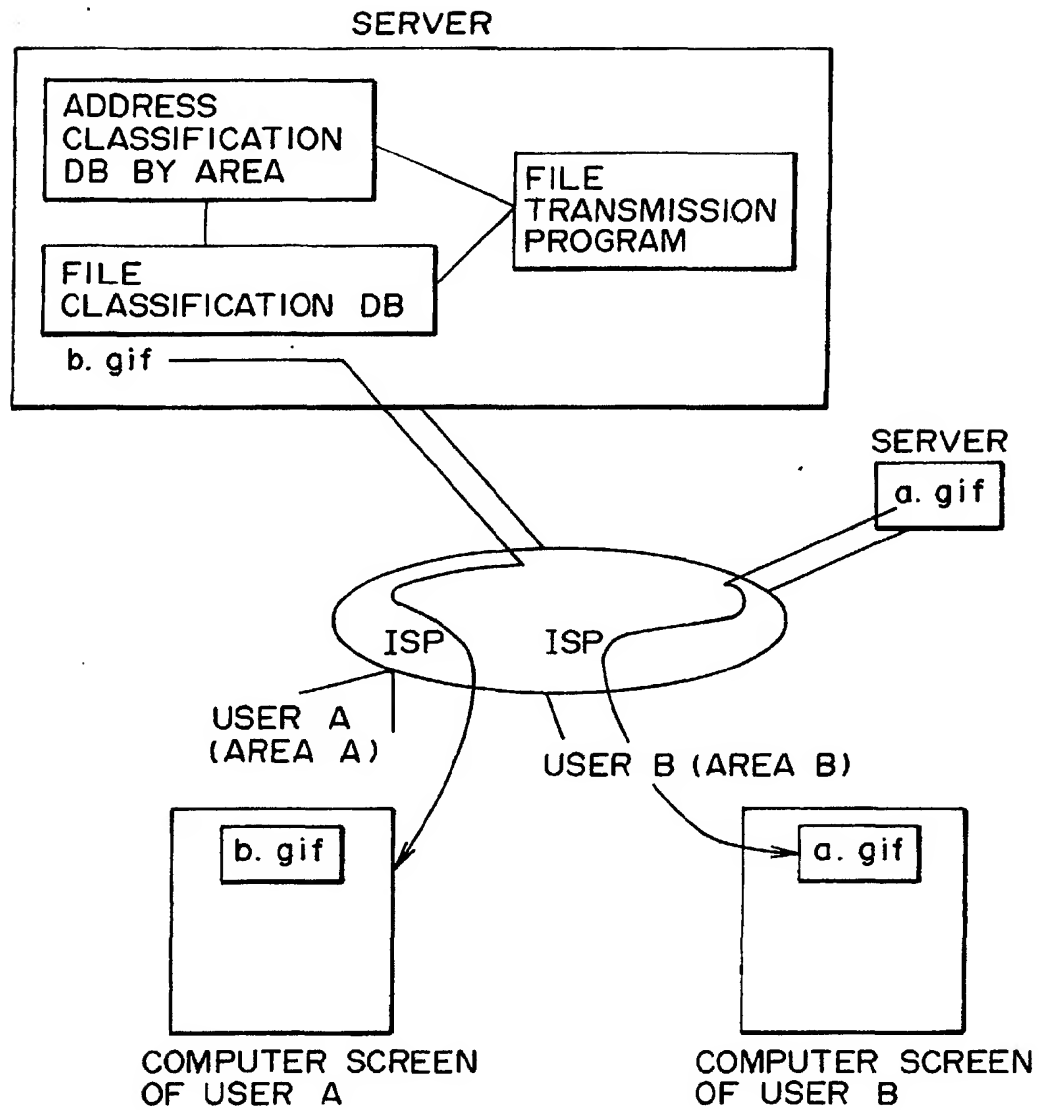 SERVER
ADDRESS
CLASSIFICATION
DB BY AREA
FILE
TRANSMISSION
PROGRAM
FILE
CLASSIFICATION DB
b. gif
SERVER
a. gif
ISP
ISP
USER A
(AREA A)
USER B (AREA B)
b. gif
a. gif
COMPUTER SCREEN
OF USER A
COMPUTER SCREEN
OF USER B